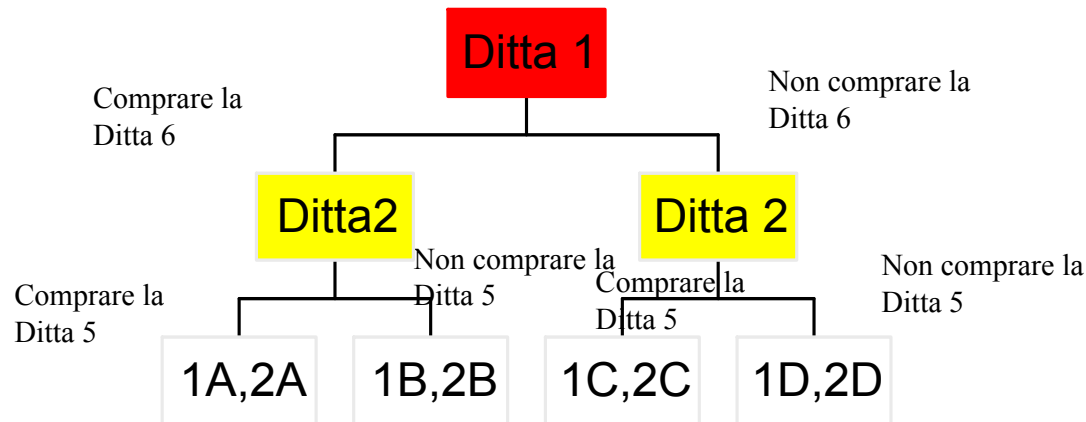 Ditta 1
Comprare la
Ditta 6
Non comprare la
Ditta 6
Ditta2
Ditta 2
Comprare la
Ditta 5
Non comprare la
Ditta 5
Comprare la
Ditta 5
Non comprare la
Ditta 5
1A,2A
1B,2B
1C,2C
1D,2D